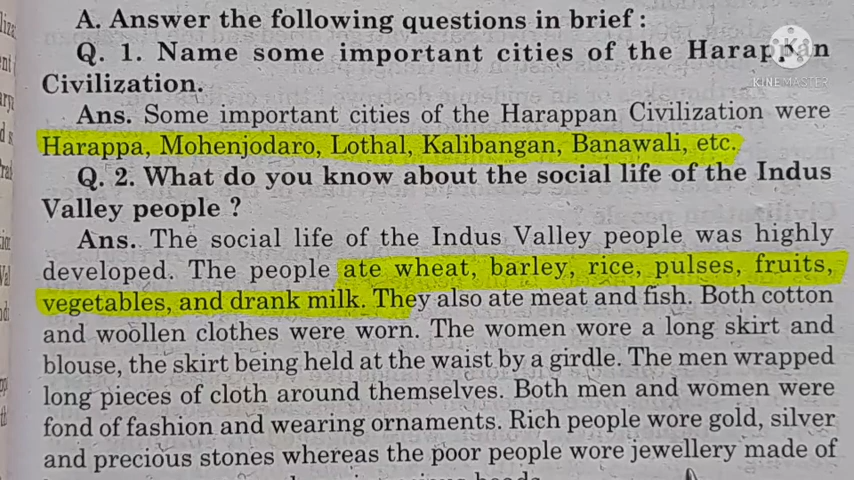 A. Answer the following questions in brief :
Q. 1. Name some important cities of the Harappan
Civilization.
Ans. Some important cities of the Harappan Civilization were
Harappa, Mohenjodaro, Lothal, Kalibangan, Banawali, etc.
Q. 2. What do you know about the social life of the Indus
Valley people ?
Ans. The social life of the Indus Valley people was highly
developed. The people ate wheat, barley, rice, pulses, fruits,
vegetables, and drank milk. They also ate meat and fish. Both cotton
and woollen clothes were worn. The women wore a long skirt and
blouse, the skirt being held at the waist by a girdle. The men wrapped
long pieces of cloth around themselves. Both men and women were
fond of fashion and wearing ornaments. Rich people wore gold, silver
and precious stones whereas the poor people wore jewellery made of
KINEMASTER